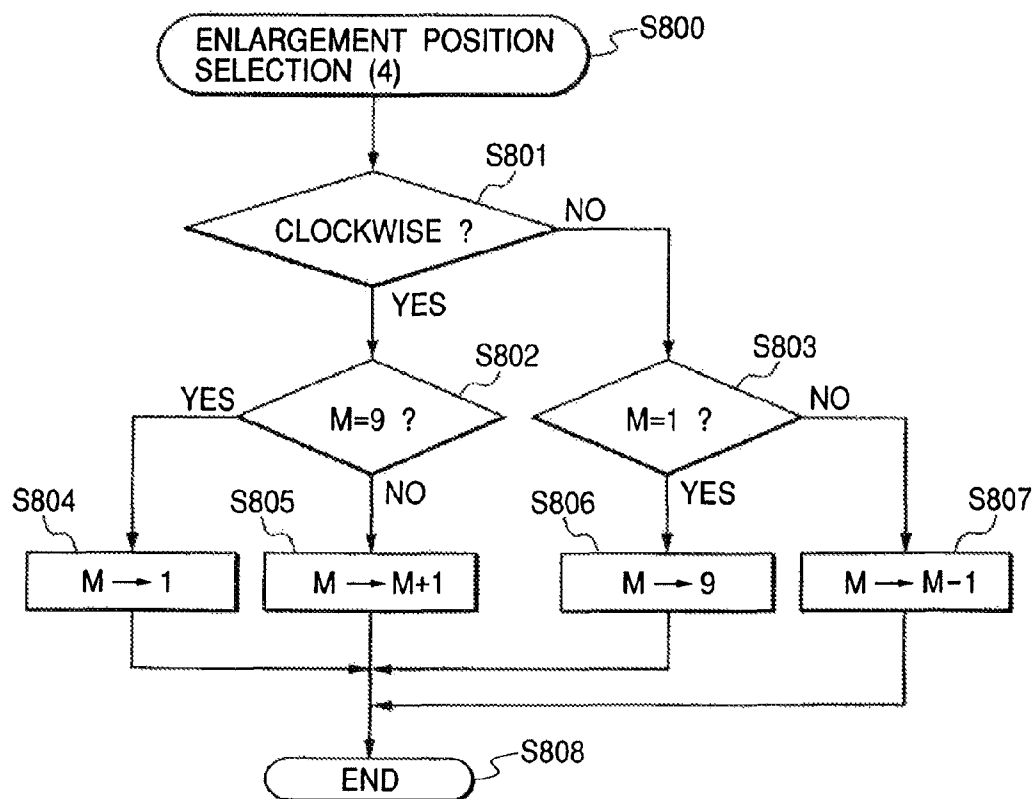 ENLARGEMENT POSITION
SELECTION (4)
S800
S801
CLOCKWISE ?
NO
YES
S802
S803
YES
M=9 ?
M=1 ?
NO
NO
YES
S804
S805
S806
S807
M → 1
M → M+1
M → 9
M → M-1
S808
END